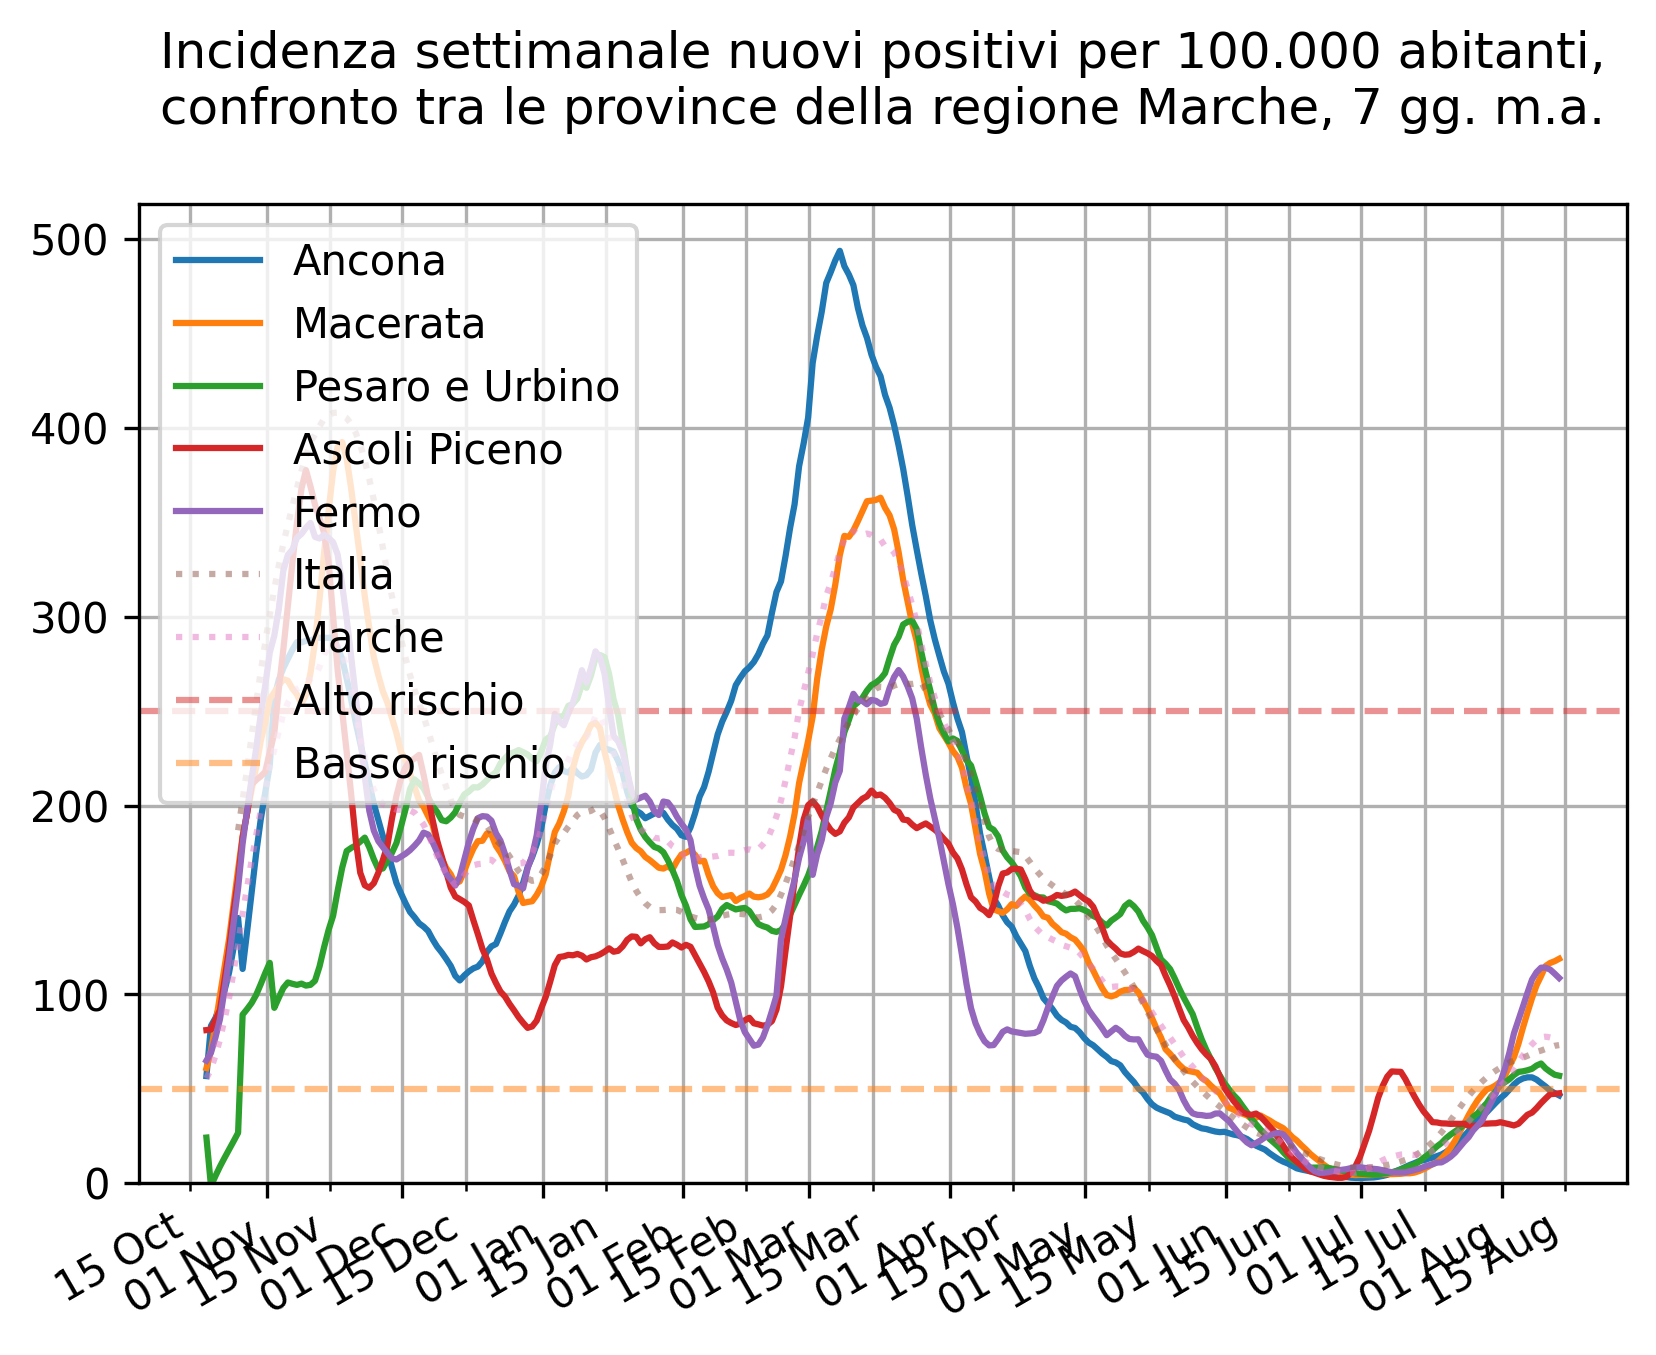 Incidenza settimanale nuovi positivi per 100.000 abitanti,
confronto tra le province della regione Marche, 7 gg. m.a.
500
400
300
200
100
0
Ancona
Macerata
Pesaro e Urbino
Ascoli Piceno
Fermo
Italia
Marche
Alto rischio
Basso rischio
15 Oct
01 Nov
15 Nov
01 Dec
15 Dec
01 Jan
15 Jan
01 Feb
15 Feb
01 Mar
15 Mar
01 Apr
15 Apr
01 May
15 May
01 Jun
15 Jun
01 Jul
15 Jul
01 Aug
15 Aug